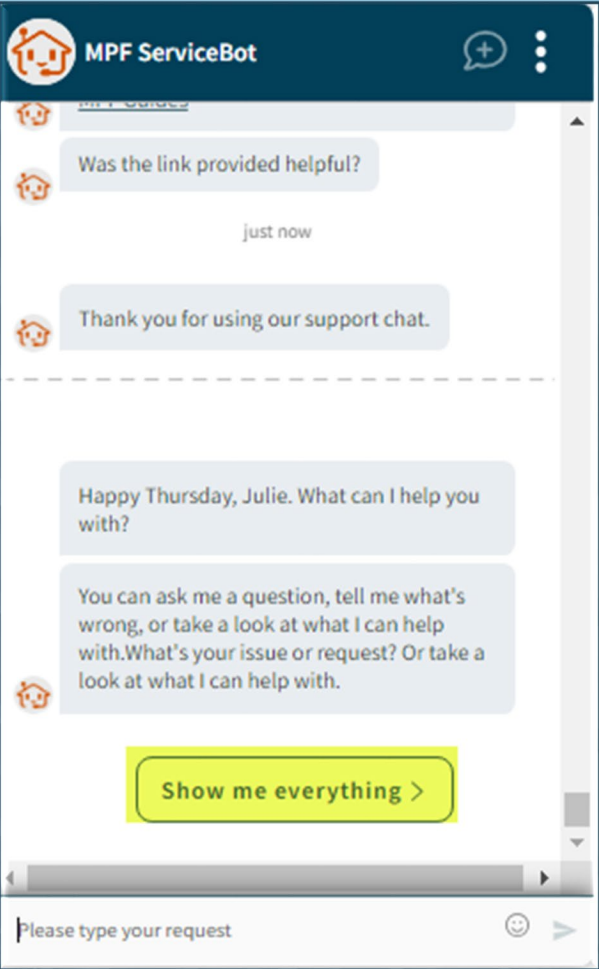 MPF ServiceBot
MPF Guides
Was the link provided helpful?
just now
Thank you for using our support chat.
Happy Thursday, Julie. What can I help you
with?
You can ask me a question, tell me what's
wrong, or take a look at what I can help
with.What's your issue or request? Or take a
look at what I can help with.
Show me everything >
Please type your request